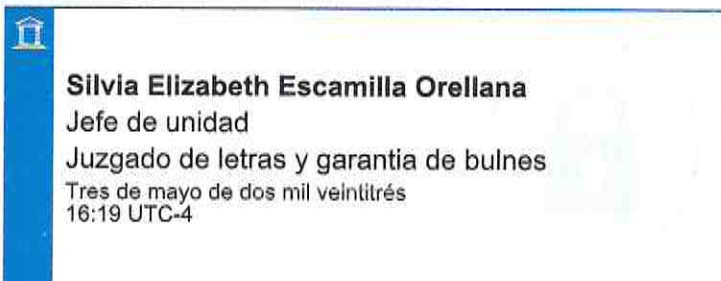 Silvia Elizabeth Escamilla Orellana
Jefe de unidad
Juzgado de letras y garantia de bulnes
Tres de mayo de dos mil veintitrés
16:19 UTC-4